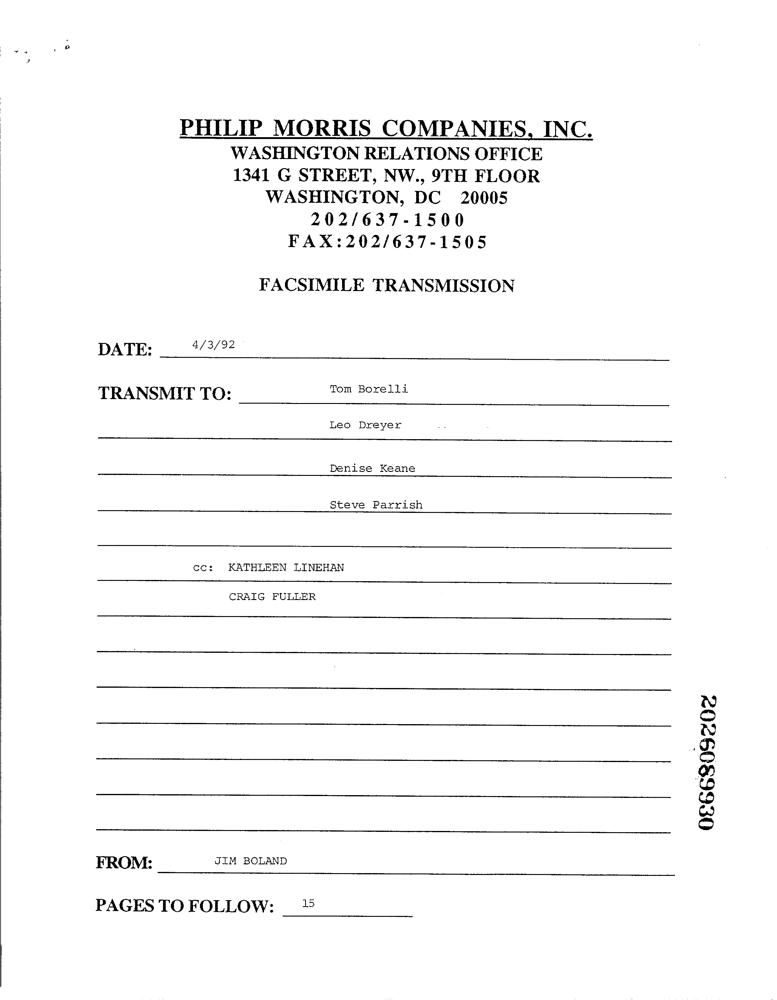 PHILIP MORRIS COMPANIES, INC.
WASHINGTON RELATIONS OFFICE
1341 G STREET, NW., 9TH FLOOR
WASHINGTON, DC 20005
202/637-1500
FAX:202/637-1505
FACSIMILE TRANSMISSION
DATE: 4/3/92
TRANSMIT TO: Tom Borelli
Leo Dreyer
Denise Keane
Steve Parrish
cc: KATHLEEN LINEHAN
CRAIG FULLER
2026089930
FROM: JIM BOLAND
PAGES TO FOLLOW: 15